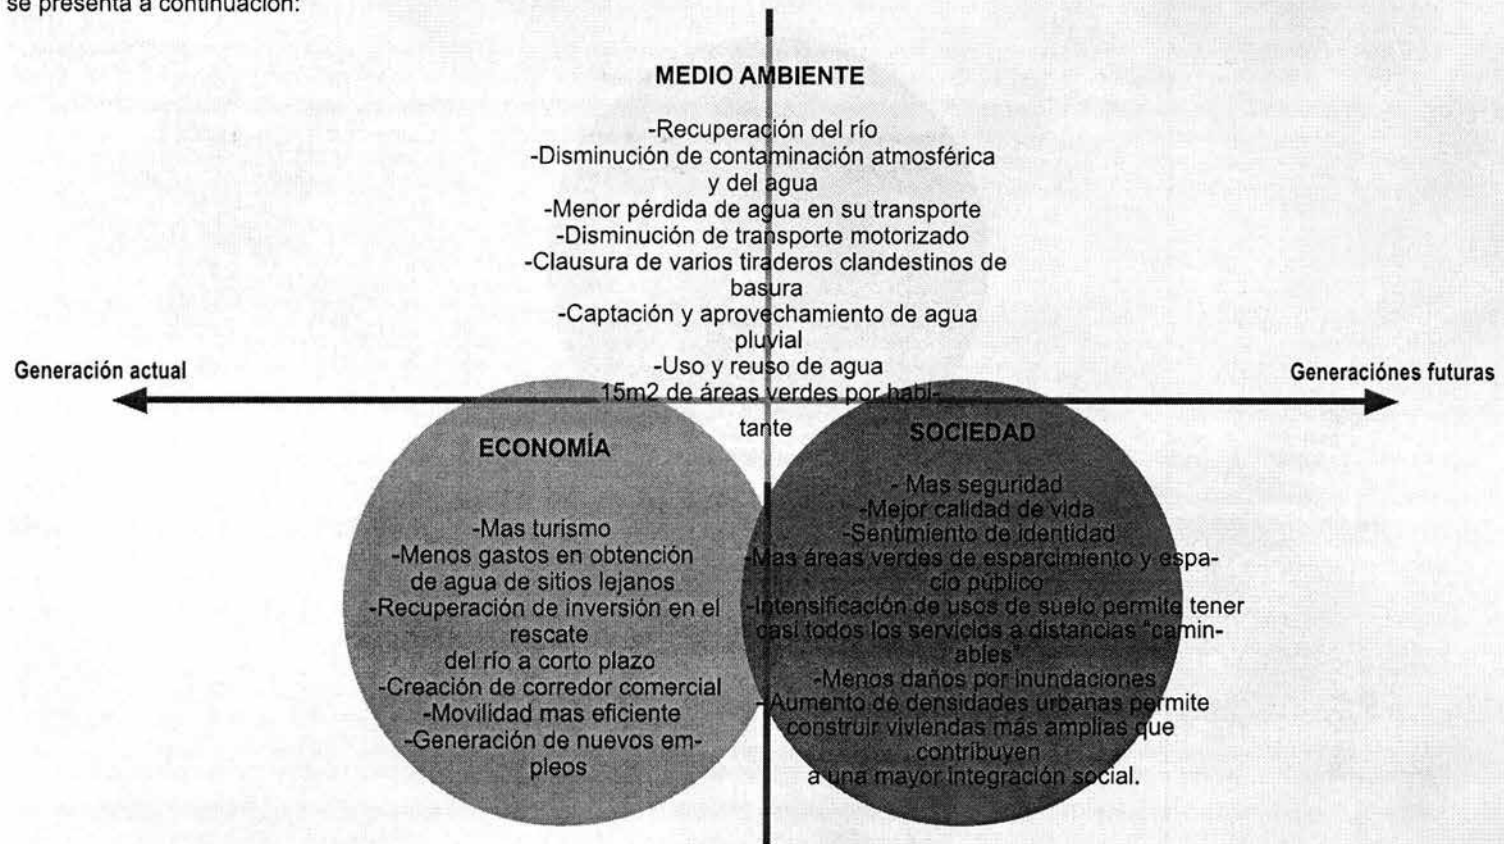 se presenta a continuación:
MEDIO AMBIENTE
-Recuperación del río
-Disminución de contaminación atmosférica
y del agua
-Menor pérdida de agua en su transporte
-Disminución de transporte motorizado
-Clausura de varios tiraderos clandestinos de
basura
-Captación y aprovechamiento de agua
pluvial
-Uso y reuso de agua
15m2 de áreas verdes por habi-
tante
Generación actual
Generaciónes futuras
ECONOMÍA
-Mas turismo
-Menos gastos en obtención
de agua de sitios lejanos
-Recuperación de inversión en el
rescate
del río a corto plazo
-Creación de corredor comercial
-Movilidad mas eficiente
-Generación de nuevos em-
pleos
SOCIEDAD
- Mas seguridad
-Mejor calidad de vida
-Sentimiento de identidad
-Mas áreas verdes de esparcimiento y espa-
cio público
-Intensificación de usos de suelo permite tener
casi todos los servicios a distancias "camin-
ables"
-Menos daños por inundaciones
- Aumento de densidades urbanas permite
construir viviendas más amplias que
contribuyen
a una mayor integración social.